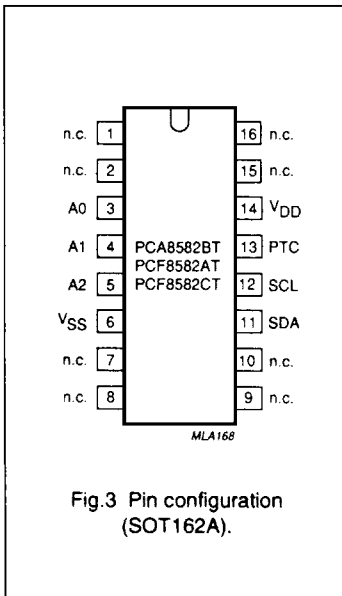 n.c. 1 16 n.c.
n.c. 2 15 n.c.
A0 3 14 VDD
A1 4 PCA8582BT 13 PTC
PCF8582AT
A2 5 PCF8582CT 12 SCL
VSS 6 11 SDA
n.c. 7 10 n.c.
n.c. 8 9 n.c.
MLA168
Fig.3 Pin configuration
(SOT162A).